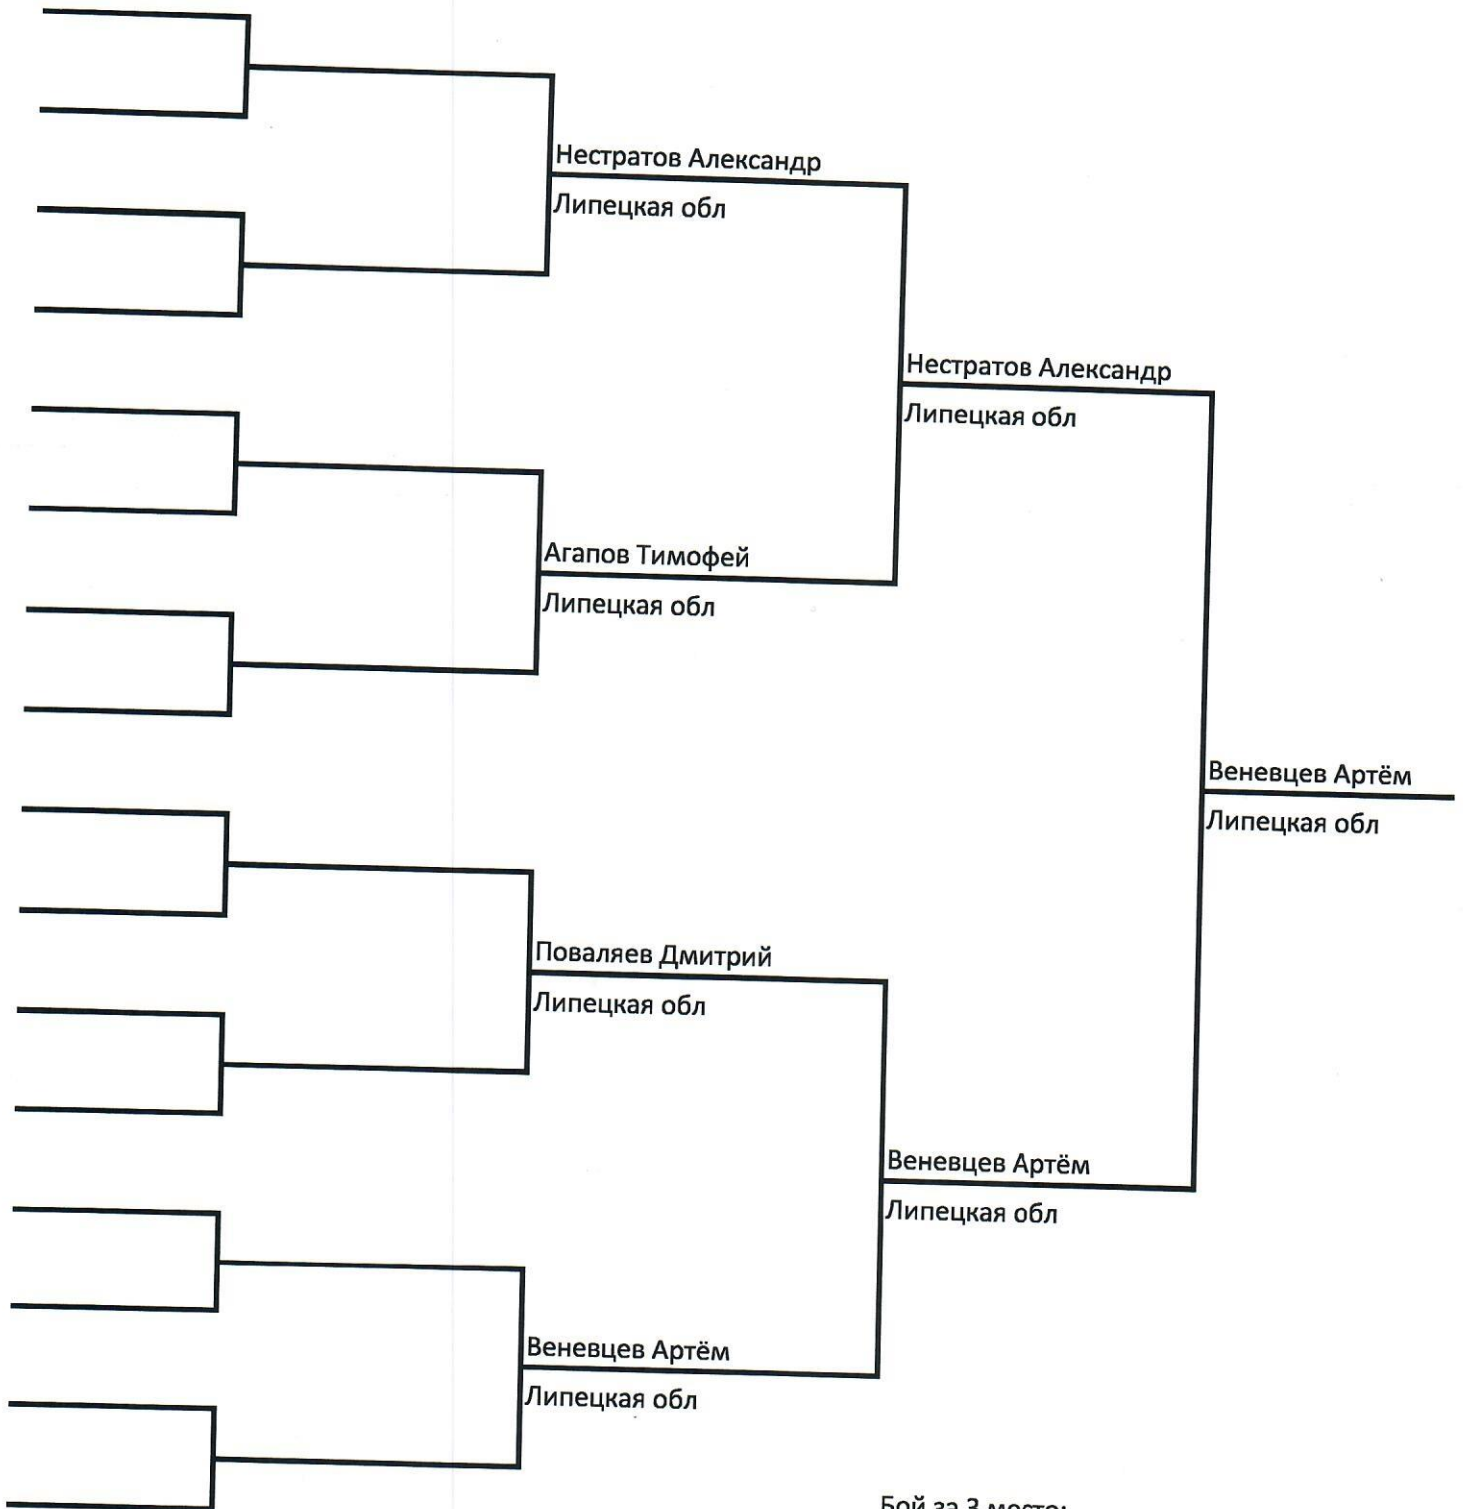 Нестратов Александр
Липецкая обл
Нестратов Александр
Липецкая обл
Агапов Тимофей
Липецкая обл
Веневцев Артём
Липецкая обл
Поваляев Дмитрий
Липецкая обл
Веневцев Артём
Липецкая обл
Веневцев Артём
Липецкая обл
Бой за 3 место: